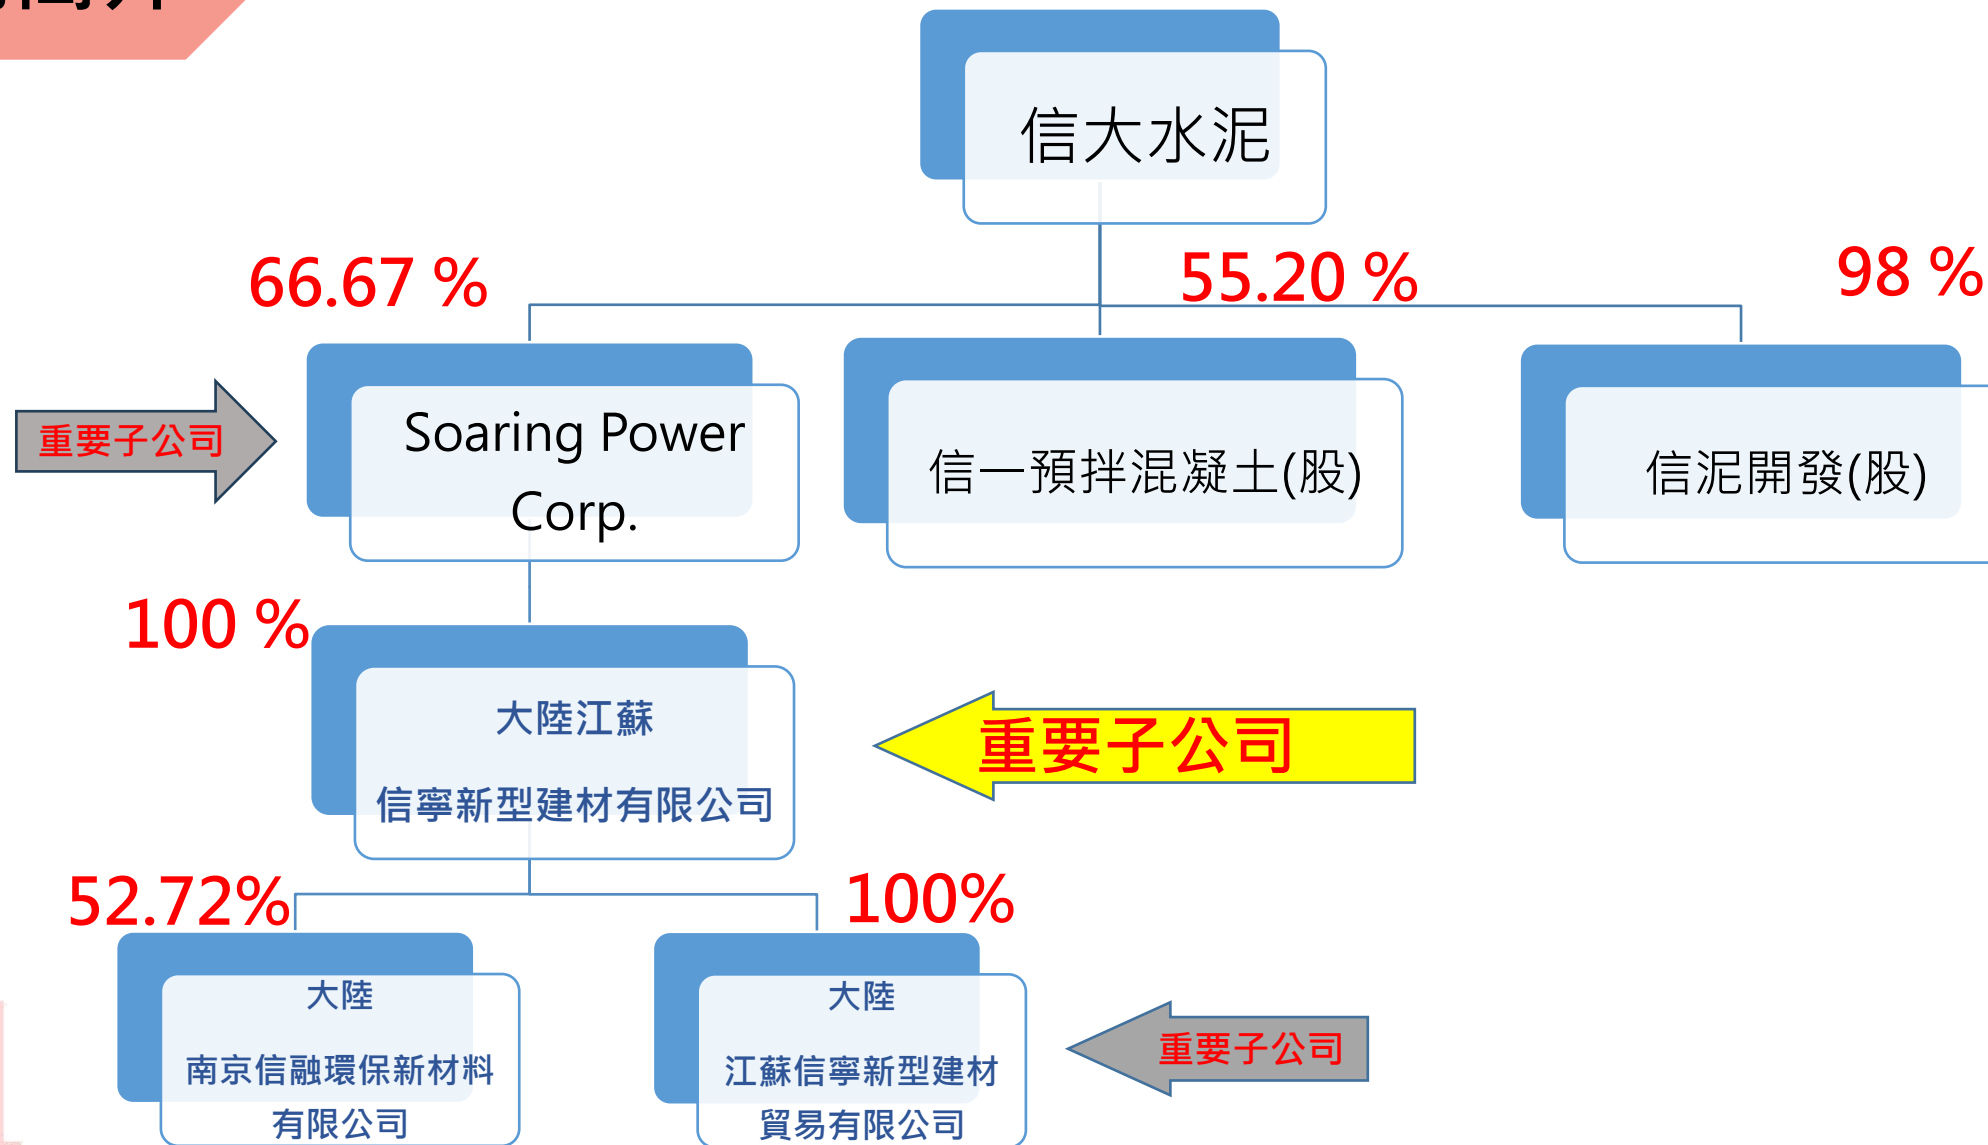 信大水泥
66.67 %
55.20 %
98 %
重要子公司
Soaring Power
Corp.
信一預拌混凝土(股)
信泥開發(股)
100 %
大陸江蘇
信寧新型建材有限公司
重要子公司
52.72%
100%
大陸
南京信融環保新材料
有限公司
大陸
江蘇信寧新型建材
貿易有限公司
重要子公司